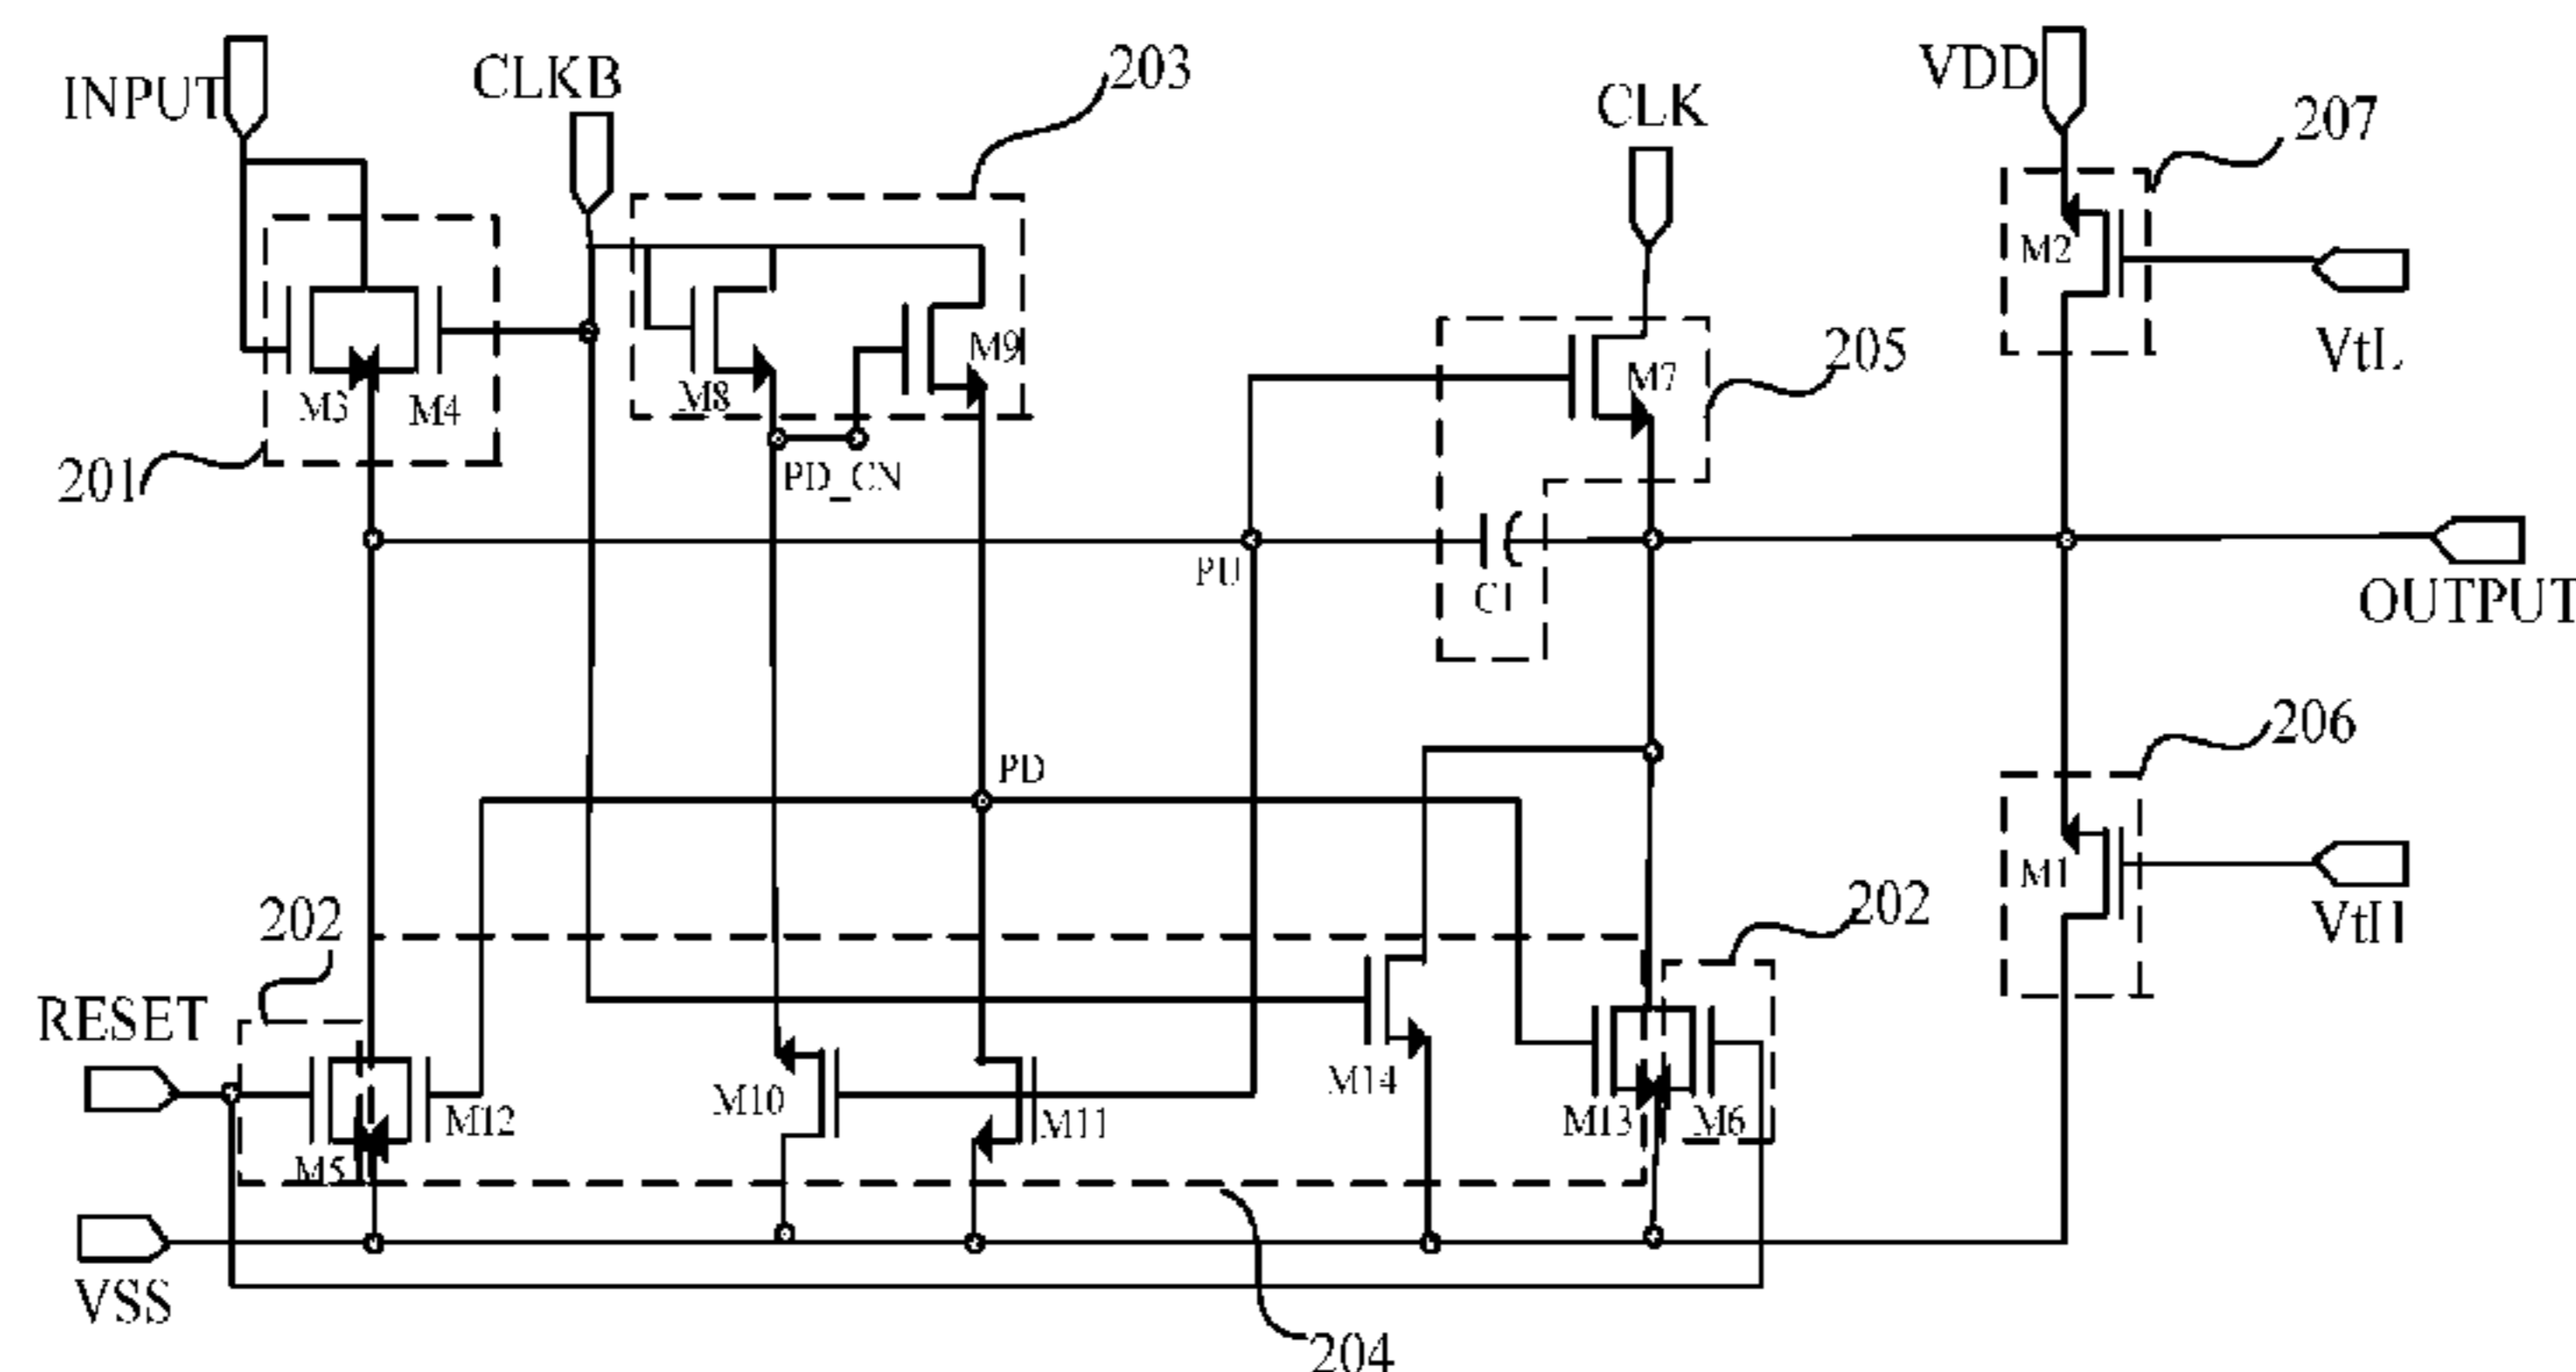 INPUT
CLKB
203
CLK
VDD
207
M2
VtL
M3
M4
M8
M9
M7
205
201
PD_CN
PU
C1
OUTPUT
PD
206
M1
VtH
202
202
RESET
M12
M5
M10
M11
M14
M13
M6
VSS
204